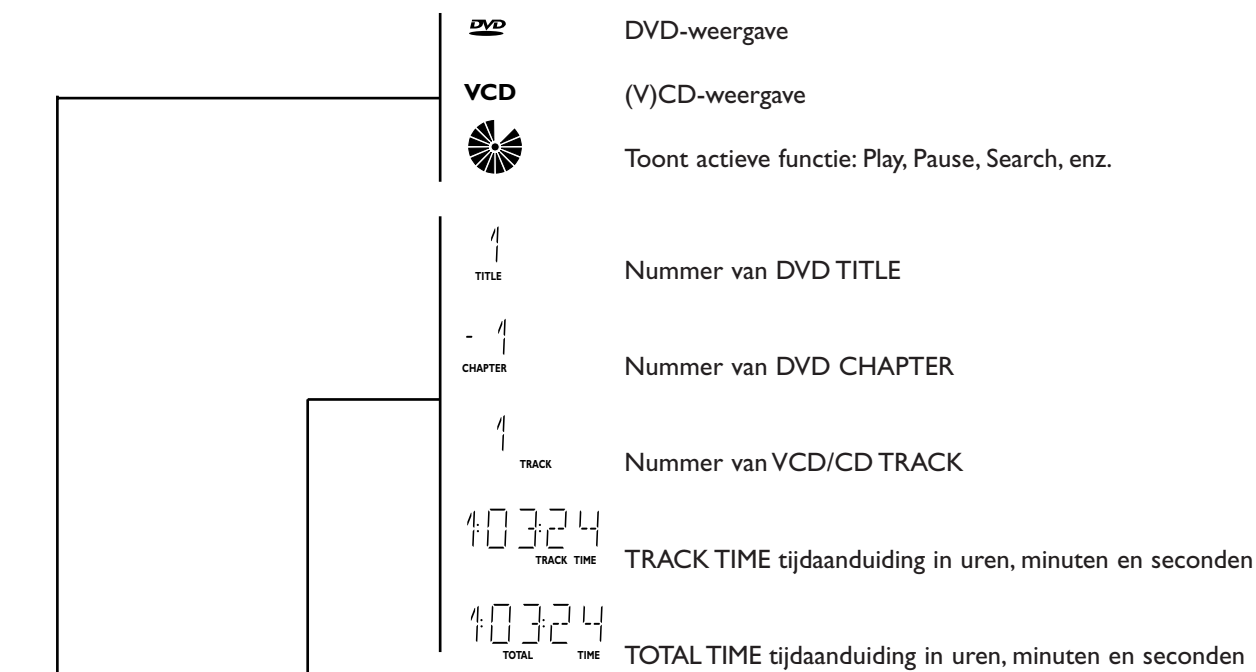 DVD DVD-weergave
VCD (V)CD-weergave
Toont actieve functie: Play, Pause, Search, enz.
1
TITLE Nummer van DVD TITLE
- 1
CHAPTER Nummer van DVD CHAPTER
1
TRACK Nummer van VCD/CD TRACK
1:03:24
TRACK TIME TRACK TIME tijdaanduiding in uren, minuten en seconden
1:03:24
TOTAL TIME TOTAL TIME tijdaanduiding in uren, minuten en seconden